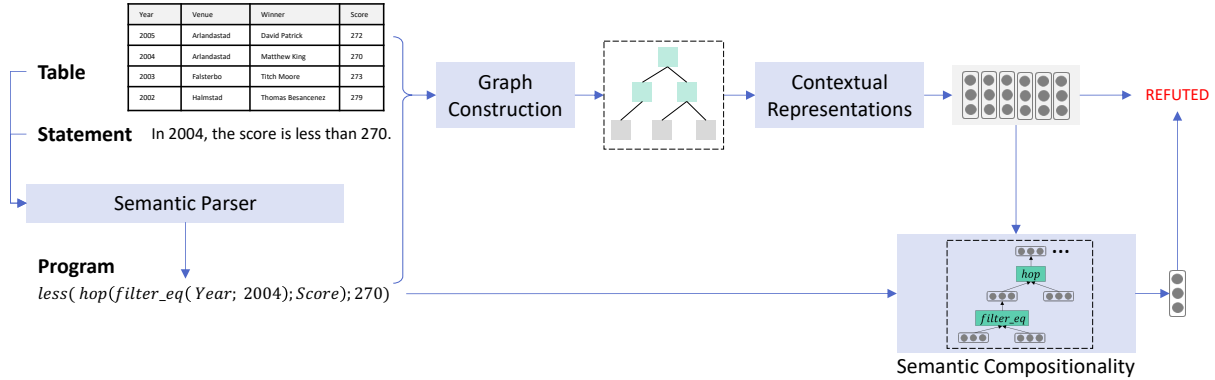 Year Venue Winner Score
2005 Arlandastad David Patrick 272
2004 Arlandastad Matthew King 270
2003 Falsterbo Titch Moore 273
2002 Halmstad Thomas Besancenez 279
Table
Statement In 2004, the score is less than 270.
Semantic Parser
Program
less( hop(filter_eq( Year; 2004); Score); 270)
Graph
Construction
Contextual
Representations
REFUTED
...
hop
filter_eq
Semantic Compositionality